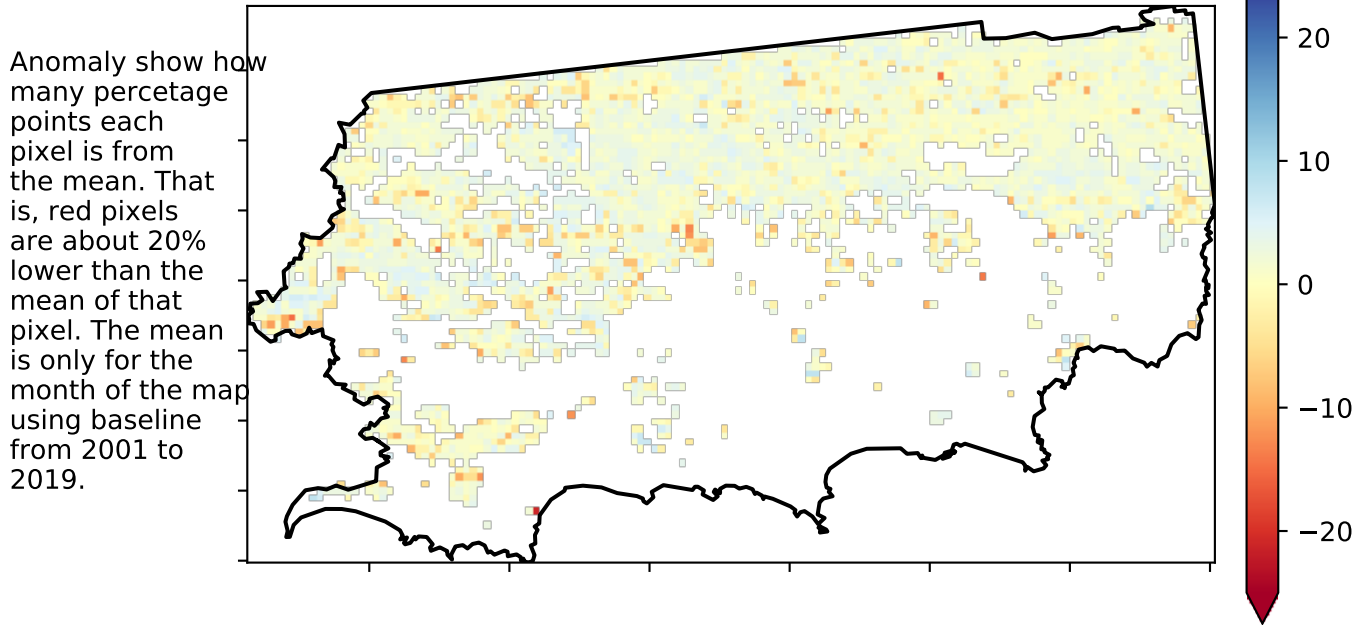 Anomaly show how
many percetage
points each
pixel is from
the mean. That
is, red pixels
are about 20%
lower than the
mean of that
pixel. The mean
is only for the
month of the map
using baseline
from 2001 to
2019.
20
10
0
−10
−20